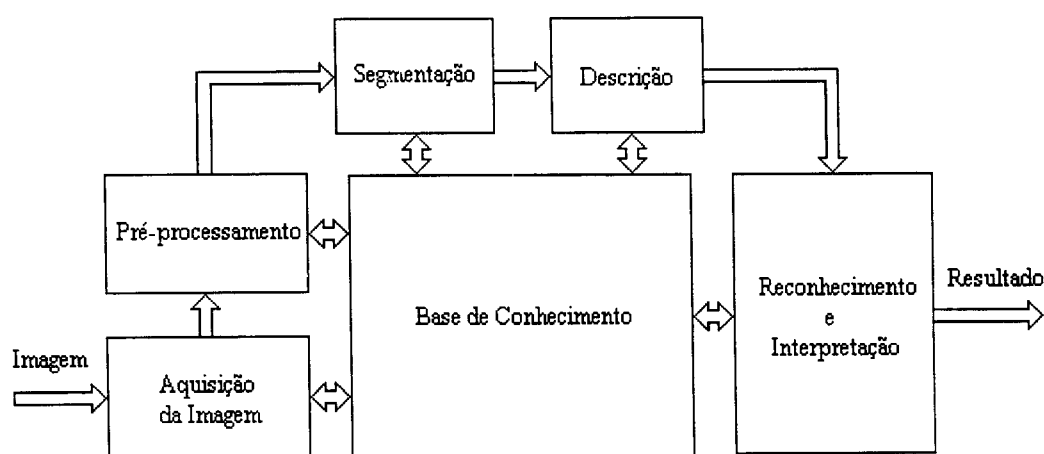 Segmentação
Descrição
Pré-processamento
Base de Conhecimento
Reconhecimento
e
Interpretação
Resultado
Imagem
Aquisição
da Imagem